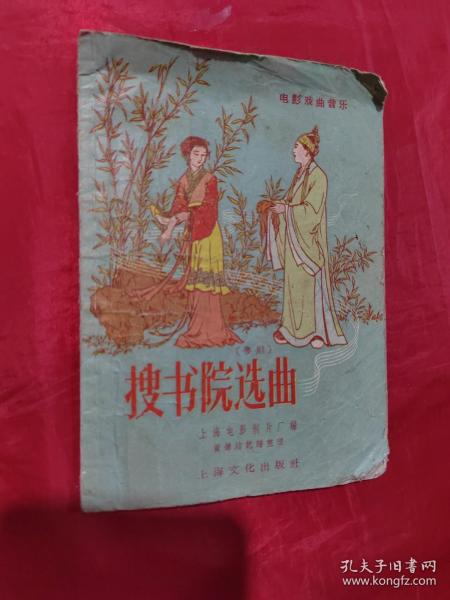 电影戏曲音乐
（粤剧）
搜书院选曲
上海电影制片厂编
上海文化出版社
孔夫子旧书网
www.kongfz.com